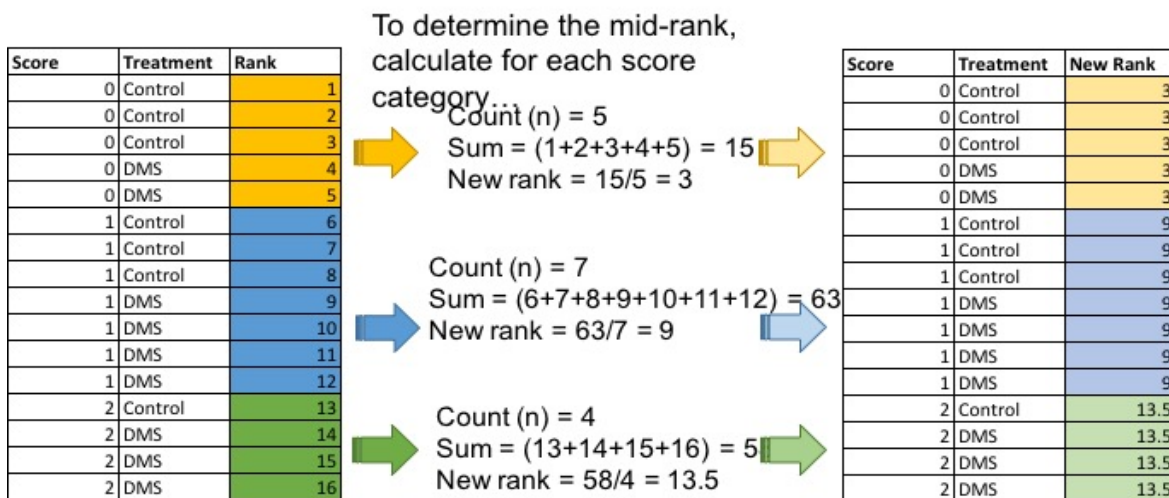 To determine the mid-rank,
calculate for each score
category...
Score Treatment Rank
0 Control 1
0 Control 2
0 Control 3
0 DMS 4
0 DMS 5
1 Control 6
1 Control 7
1 Control 8
1 DMS 9
1 DMS 10
1 DMS 11
1 DMS 12
2 Control 13
2 DMS 14
2 DMS 15
2 DMS 16
Count (n) = 5
Sum = (1+2+3+4+5) = 15
New rank = 15/5 = 3
Count (n) = 7
Sum = (6+7+8+9+10+11+12) = 63
New rank = 63/7 = 9
Count (n) = 4
Sum = (13+14+15+16) = 5
New rank = 58/4 = 13.5
Score Treatment New Rank
0 Control 3
0 Control 3
0 Control 3
0 DMS 3
0 DMS 3
1 Control 9
1 Control 9
1 Control 9
1 DMS 9
1 DMS 9
1 DMS 9
1 DMS 9
2 Control 13.5
2 DMS 13.5
2 DMS 13.5
2 DMS 13.5